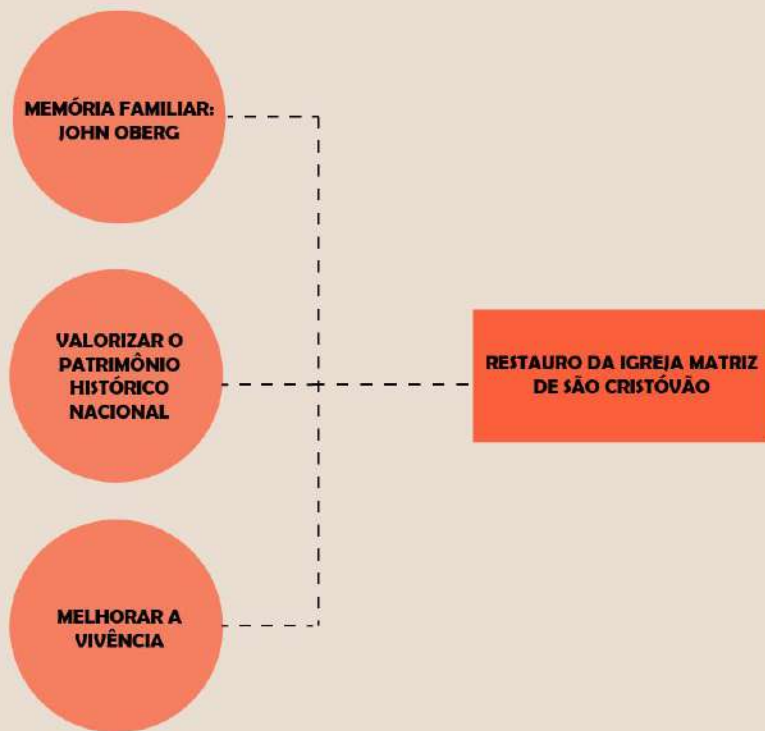 MEMÓRIA FAMILIAR:
JOHN OBERG
VALORIZAR O
PATRIMÔNIO
HISTÓRICO
NACIONAL
MELHORAR A
VIVÊNCIA
RESTAURO DA IGREJA MATRIZ
DE SÃO CRISTÓVÃO